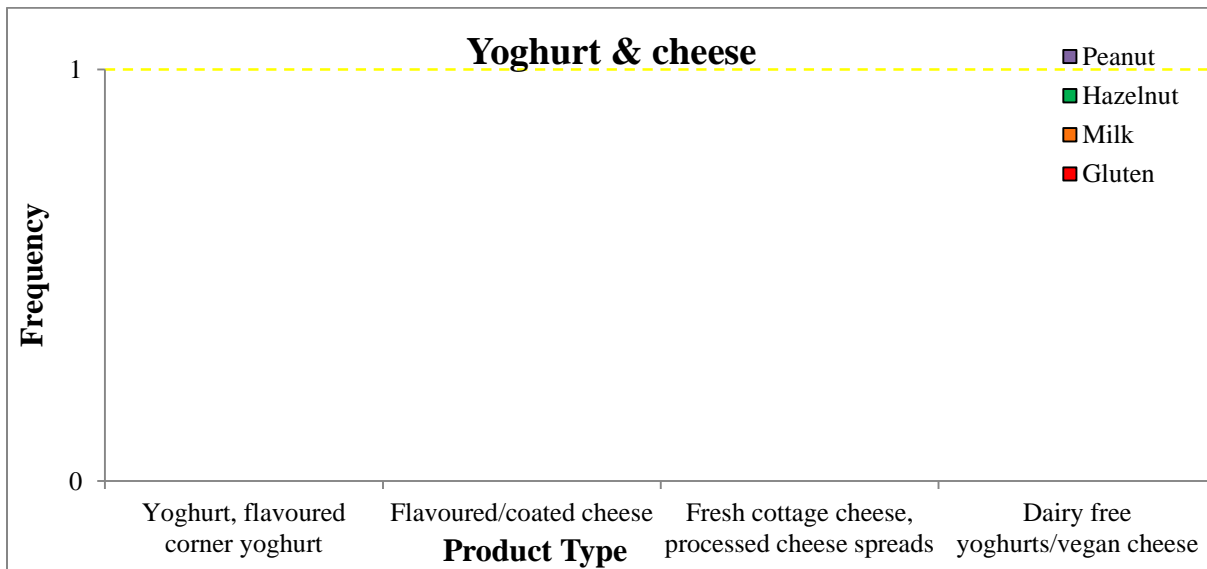 Yoghurt & cheese
Peanut
Hazelnut
Milk
Gluten
Frequency
1
0
Yoghurt, flavoured
corner yoghurt
Flavoured/coated cheese
Fresh cottage cheese,
processed cheese spreads
Dairy free
yoghurts/vegan cheese
Product Type